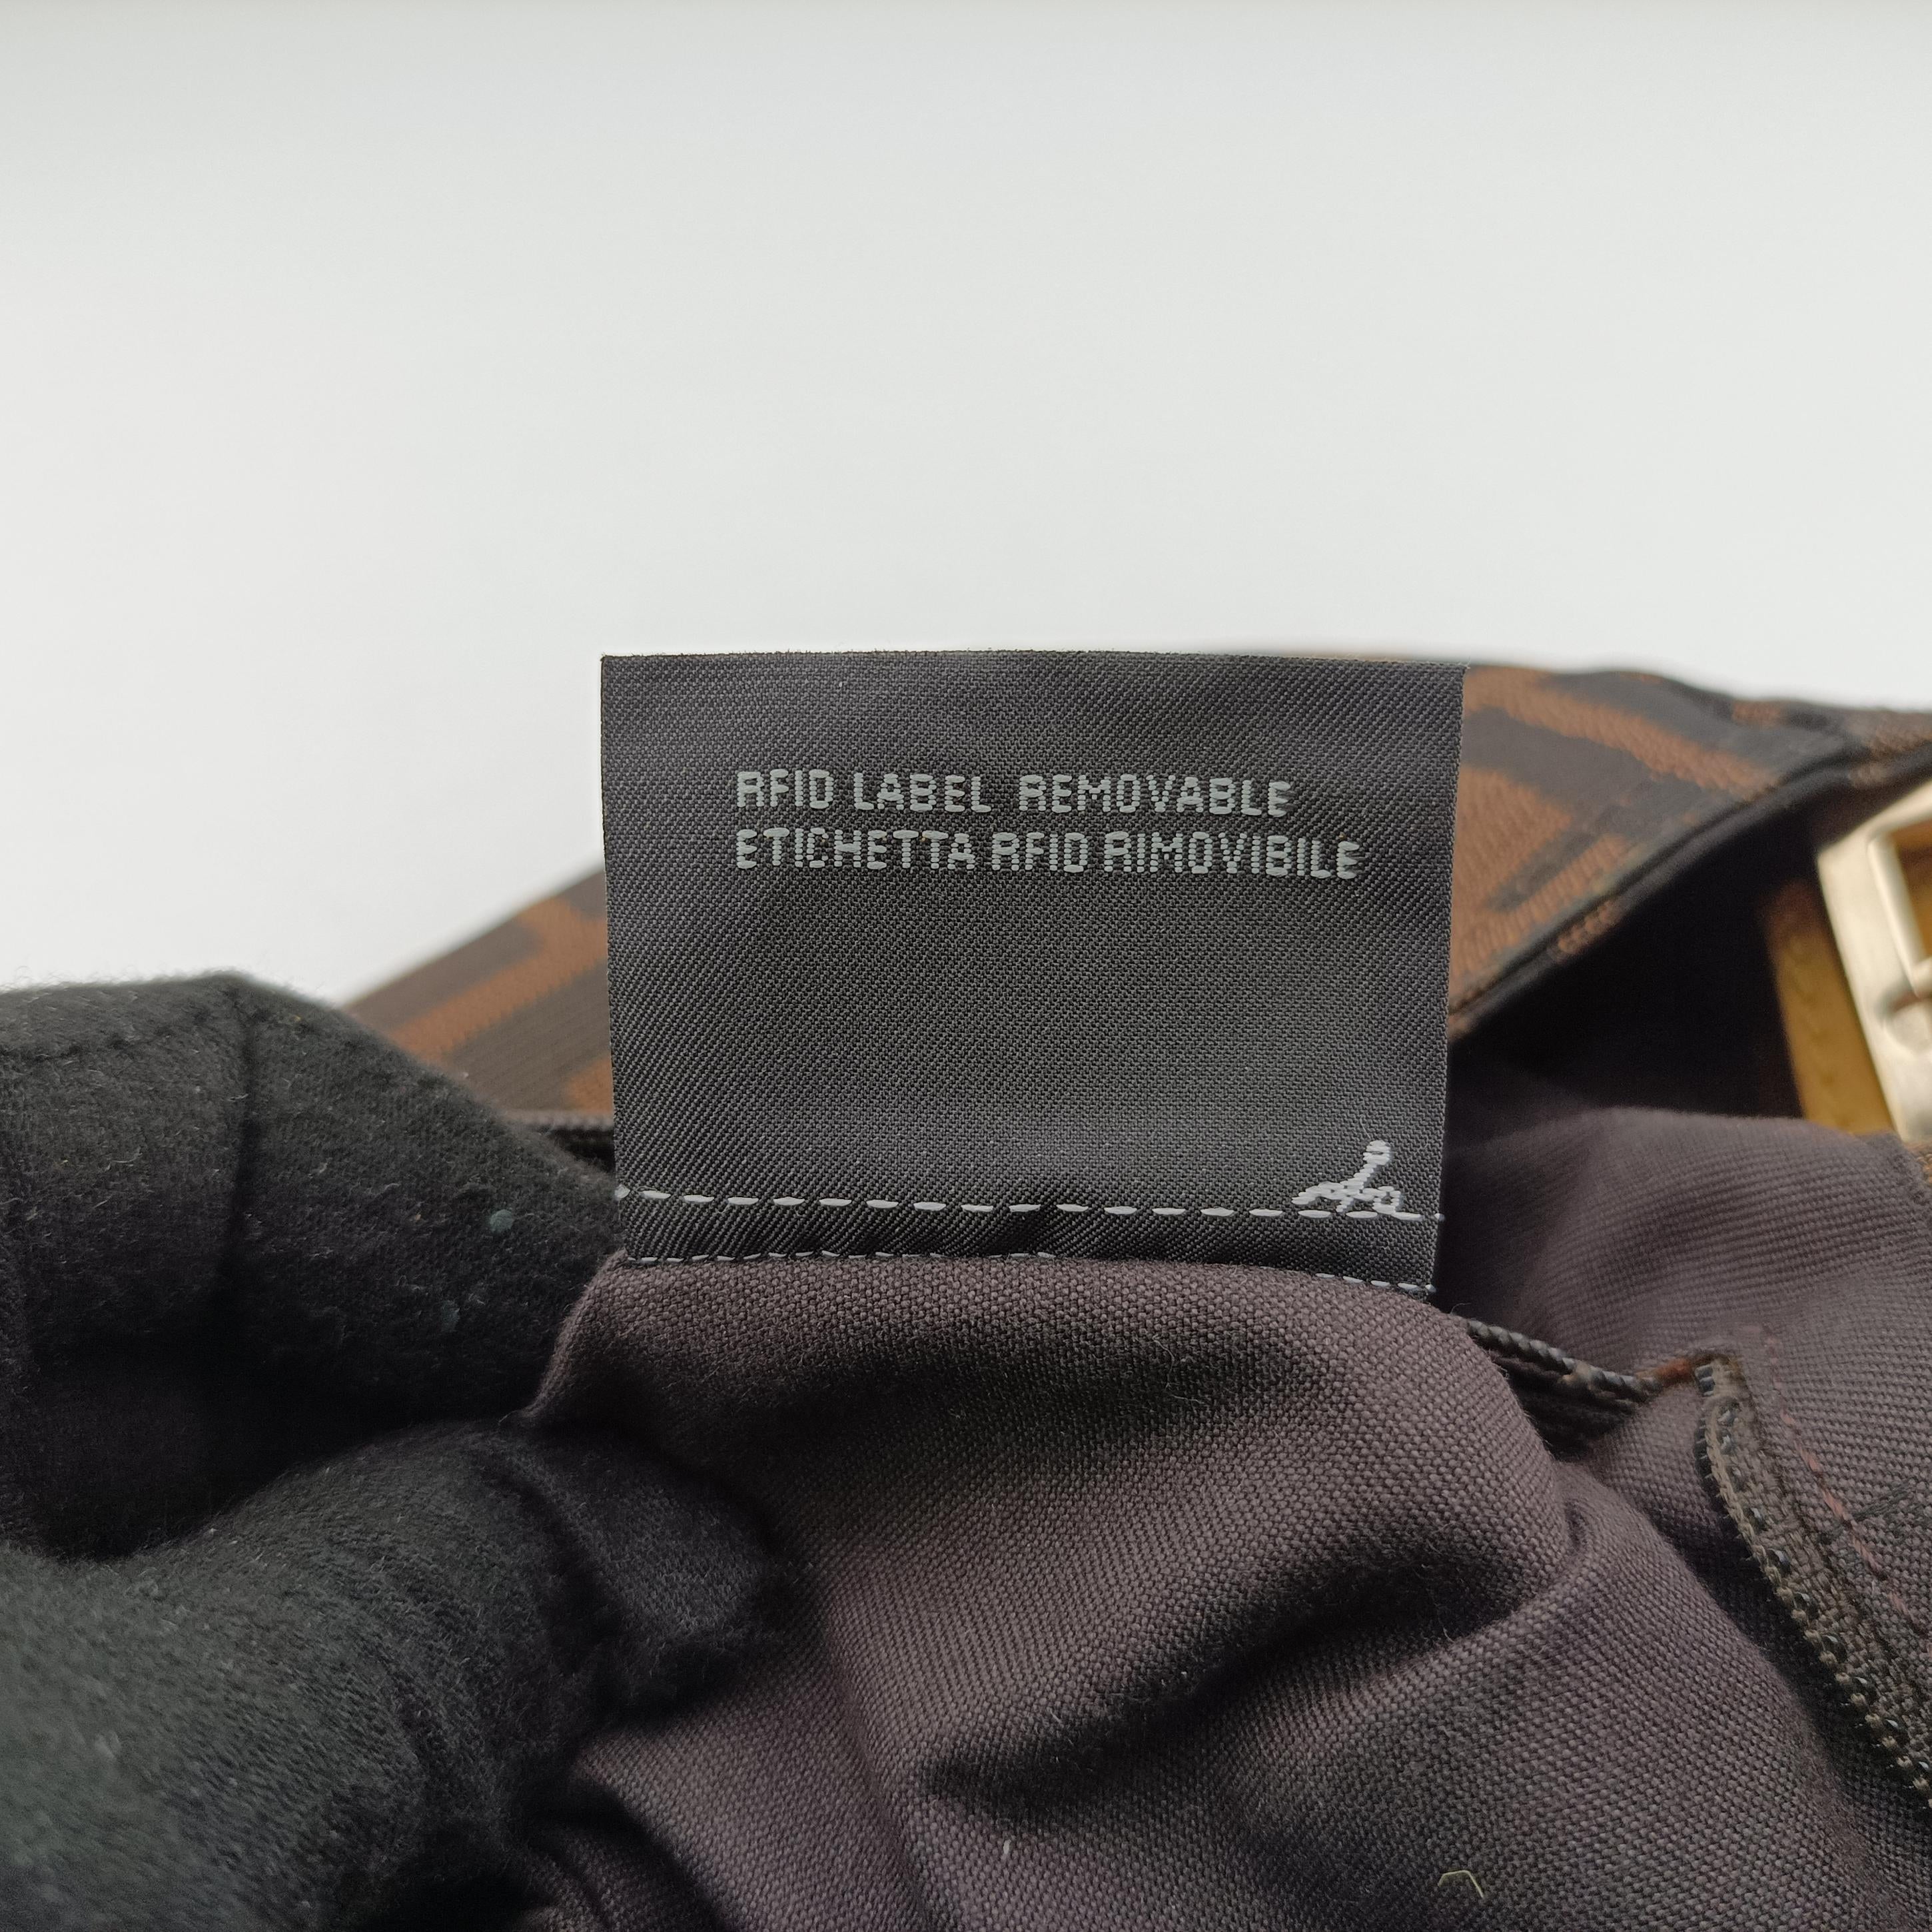 RFID LABEL REMOVABLE
ETICHETTA RFID RIMOVIBILE